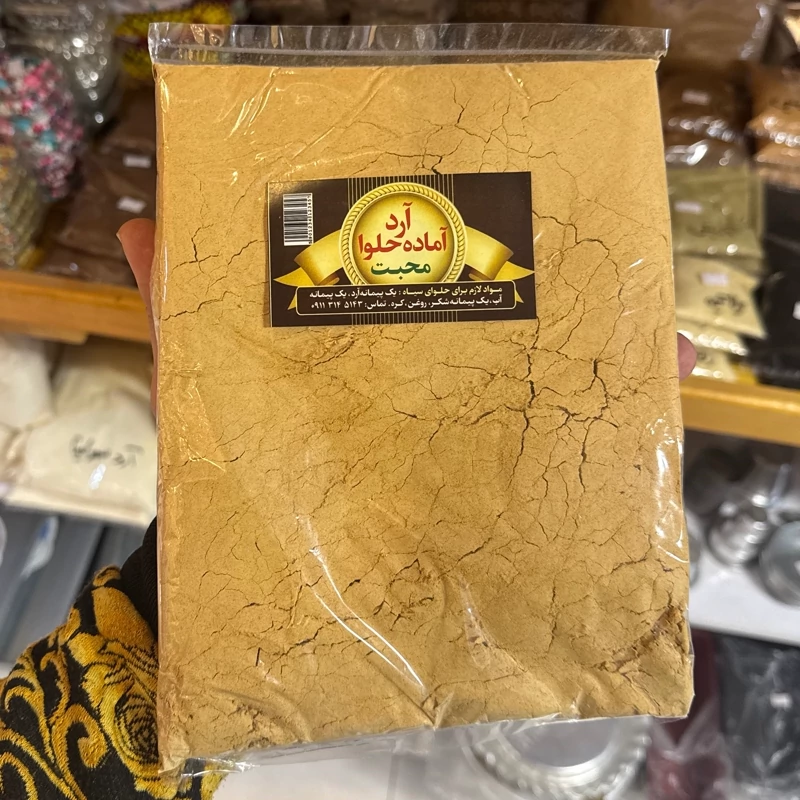 آرد
آماده حلوا
محبت
مواد لازم برای حلوای سیاه : یک پیمانه آرد، یک پیمانه
آب، یک پیمانه شکر، روغن، کره. تماس: ۵۱۴۳ ۳۱۴ ۰۹۱۱
آرد